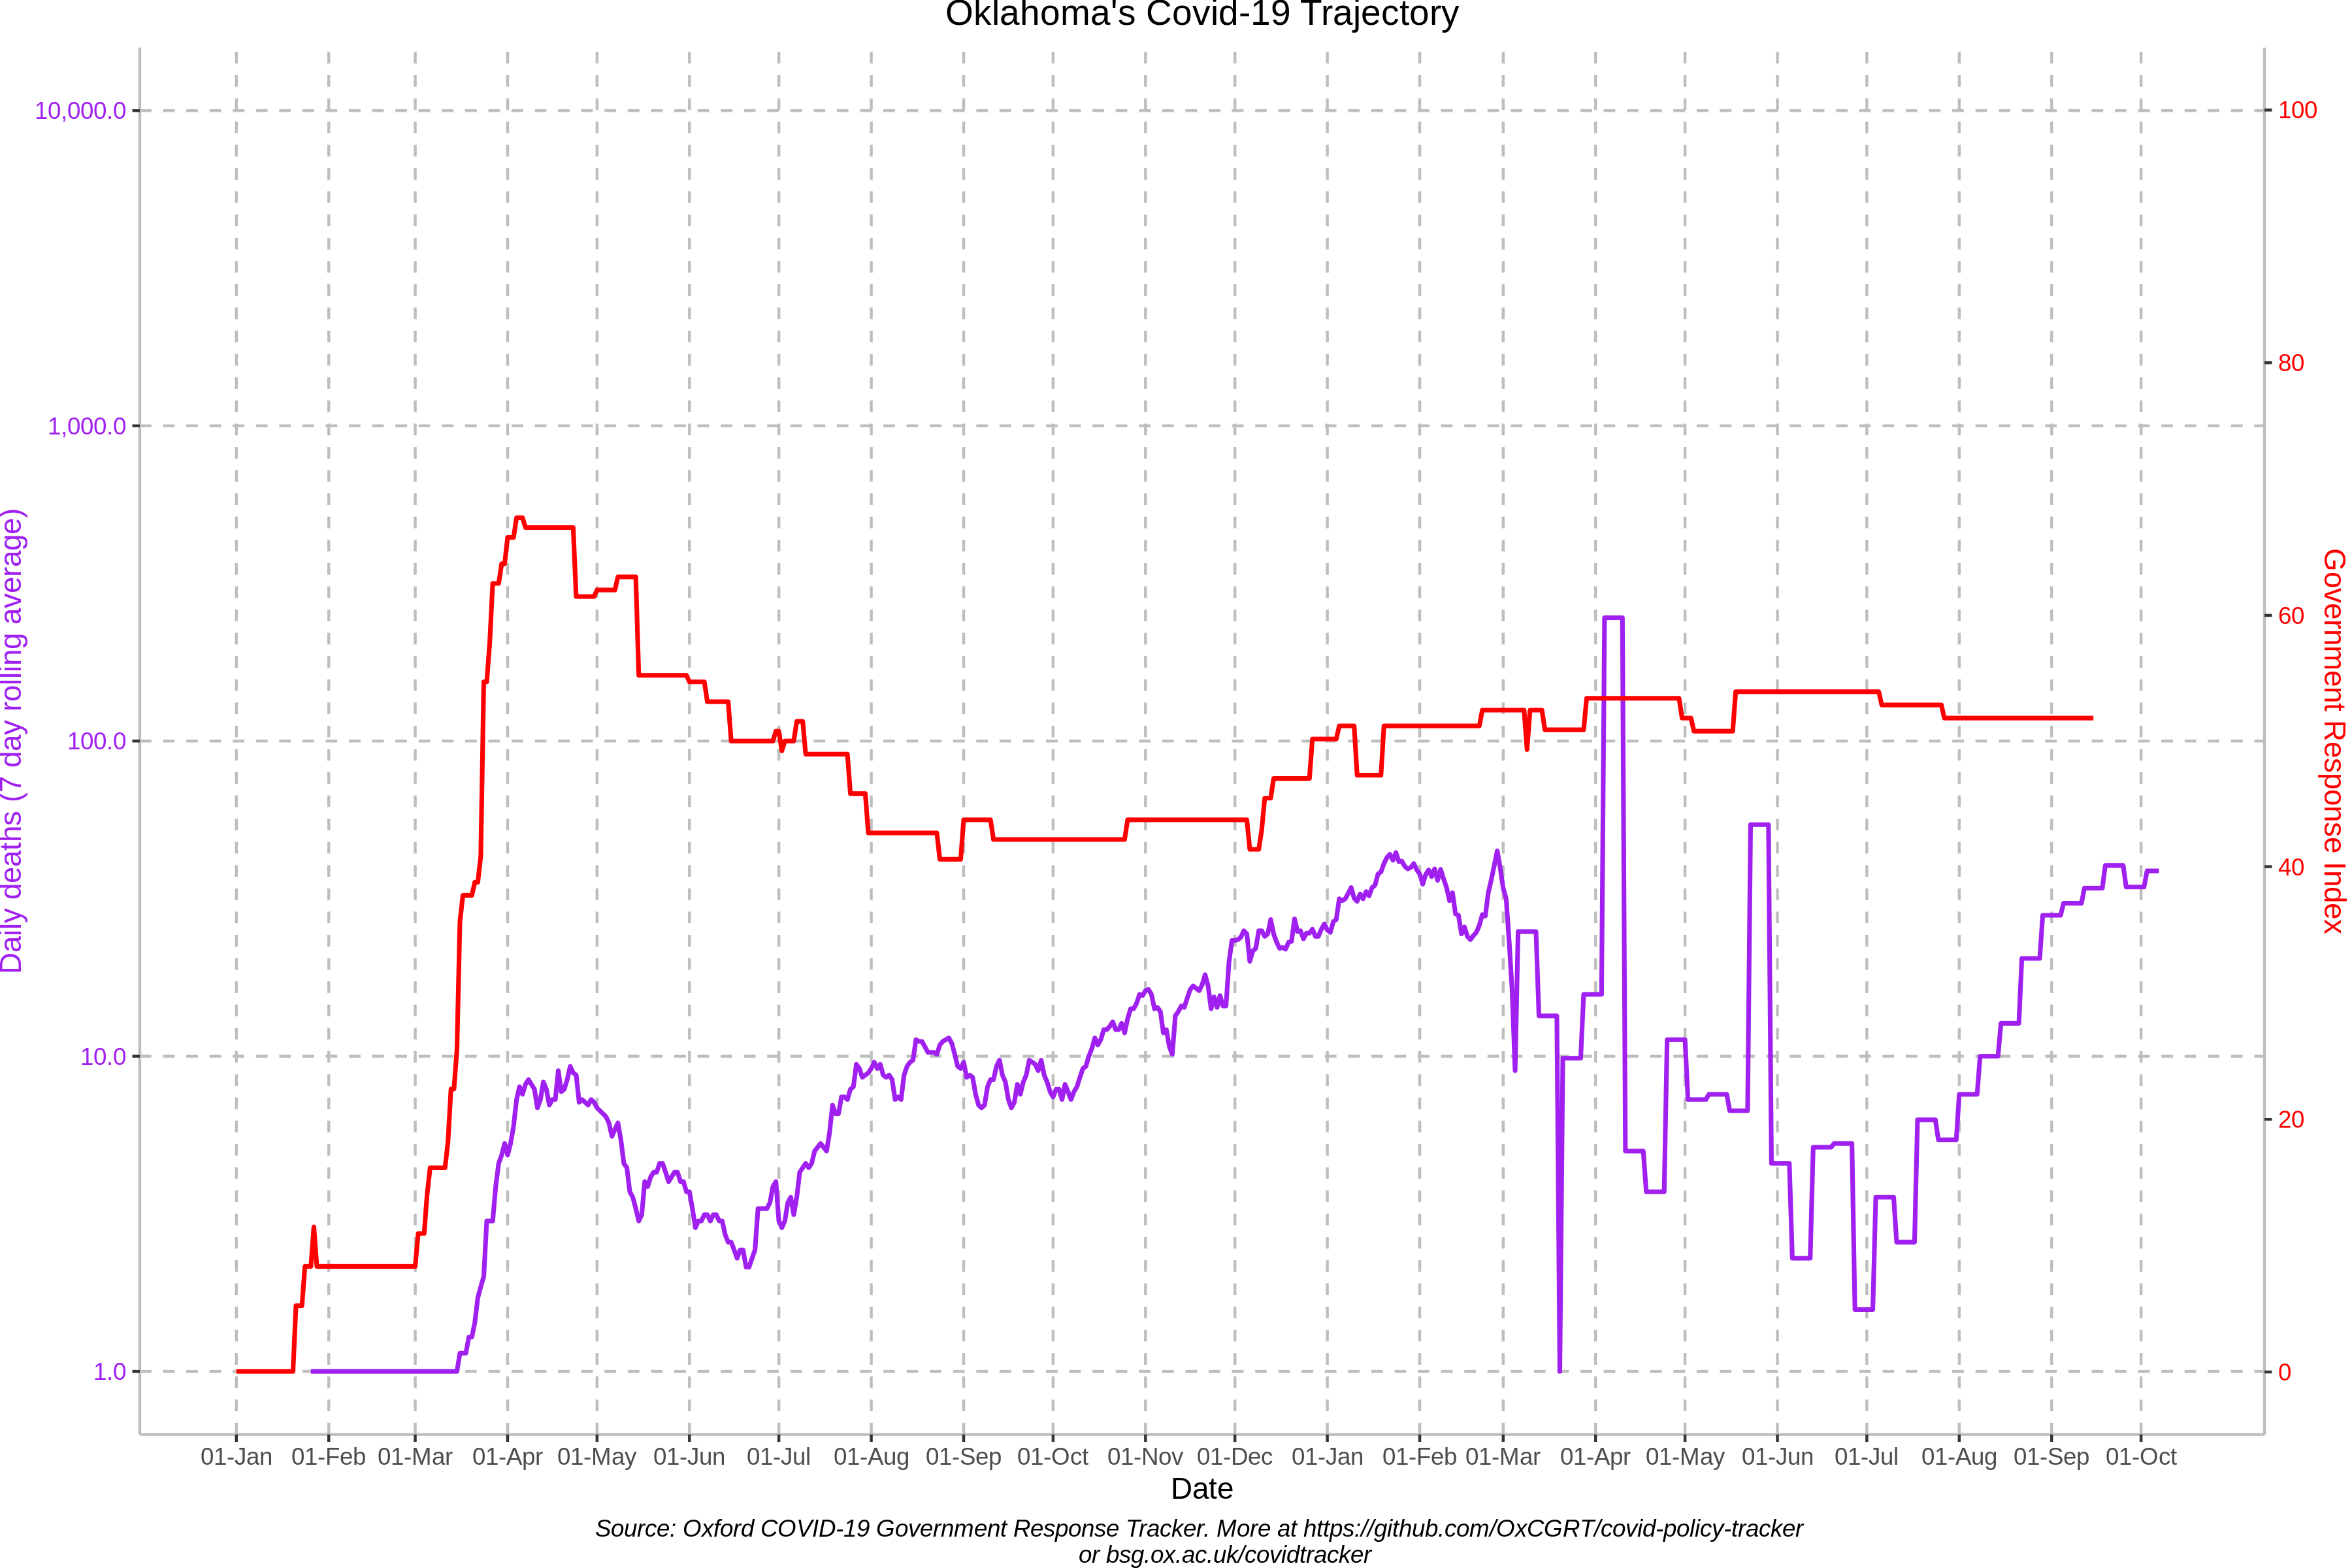 Oklahoma's Covid-19 Trajectory
10,000.0
1,000.0
100.0
10.0
1.0
Daily deaths (7 day rolling average)
100
80
60
40
20
0
Government Response Index
01-Jan 01-Feb 01-Mar 01-Apr 01-May 01-Jun 01-Jul 01-Aug 01-Sep 01-Oct 01-Nov 01-Dec 01-Jan 01-Feb 01-Mar 01-Apr 01-May 01-Jun 01-Jul 01-Aug 01-Sep 01-Oct
Date
Source: Oxford COVID-19 Government Response Tracker. More at https://github.com/OxCGRT/covid-policy-tracker
or bsg.ox.ac.uk/covidtracker